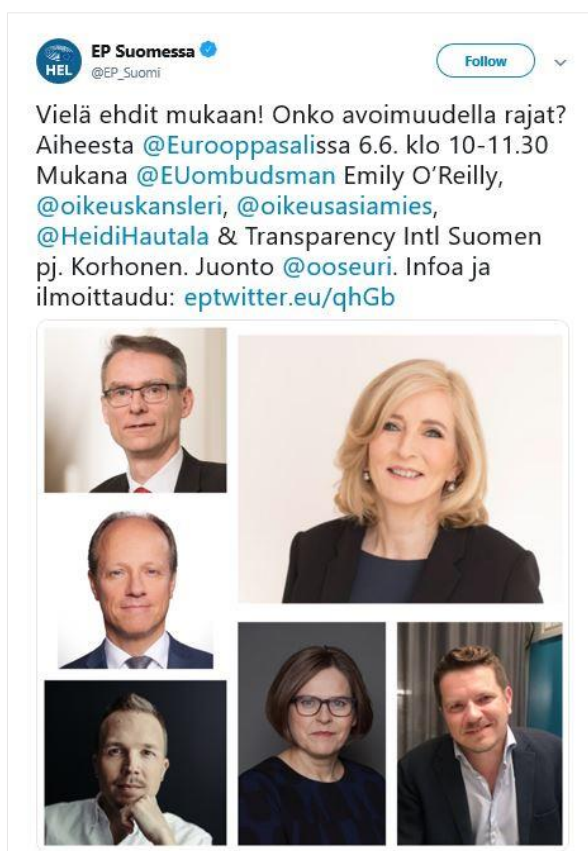 HEL
EP Suomessa
@EP_Suomi
Follow
Vielä ehdit mukaan! Onko avoimuudella rajat?
Aiheesta @Eurooppasalissa 6.6. klo 10-11.30
Mukana @EUombudsman Emily O’Reilly,
@oikeuskansleri, @oikeusasiamies,
@HeidiHautala & Transparency Intl Suomen
pj. Korhonen. Juonto @ooseuri. Infoa ja
ilmoittaudu: eptwitter.eu/qhGb